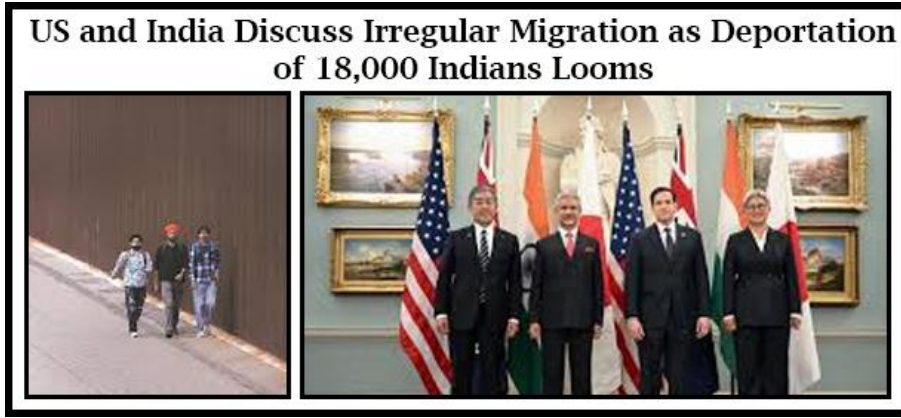 US and India Discuss Irregular Migration as Deportation
of 18,000 Indians Looms